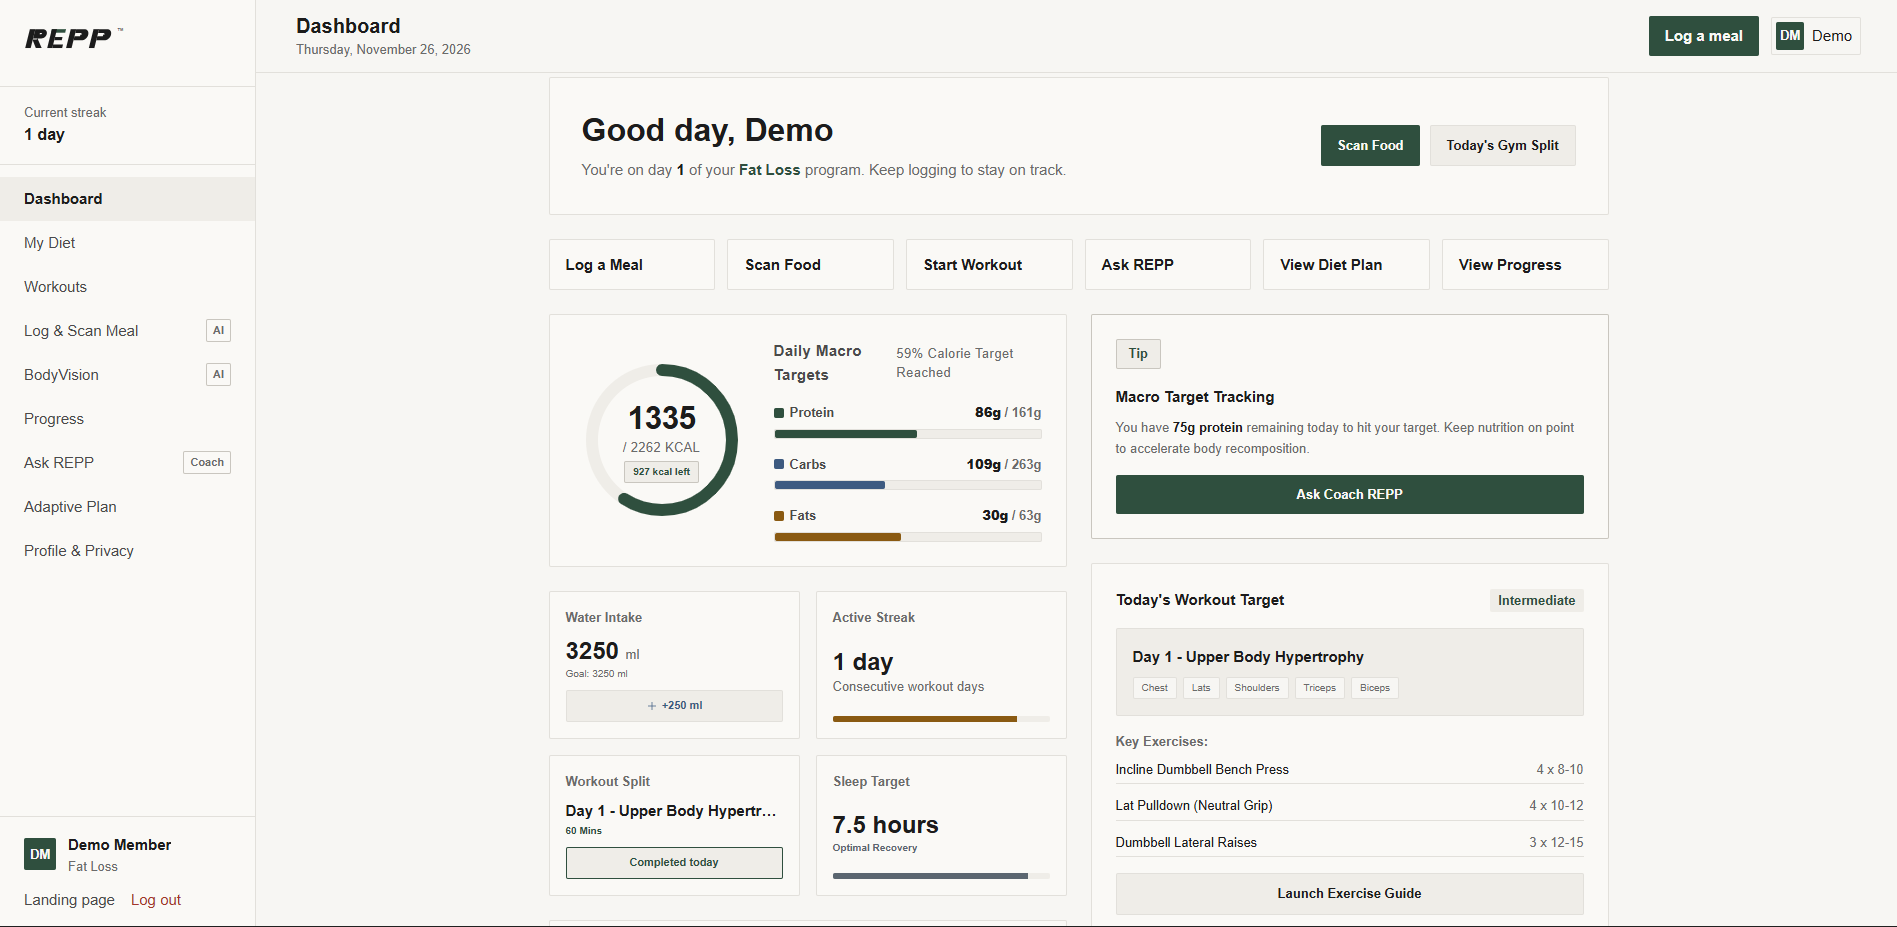 REPP™
Current streak
1 day
Dashboard
My Diet
Workouts
Log & Scan Meal AI
BodyVision AI
Progress
Ask REPP Coach
Adaptive Plan
Profile & Privacy
DM Demo Member
Fat Loss
Landing page Log out
Dashboard
Thursday, November 26, 2026
Log a meal
DM Demo
Good day, Demo
You're on day 1 of your Fat Loss program. Keep logging to stay on track.
Scan Food
Today's Gym Split
Log a Meal
Scan Food
Start Workout
Ask REPP
View Diet Plan
View Progress
1335
/ 2262 KCAL
927 kcal left
Daily Macro
Targets
59% Calorie Target
Reached
Protein 86g / 161g
Carbs 109g / 263g
Fats 30g / 63g
Water Intake
3250 ml
Goal: 3250 ml
+ +250 ml
Active Streak
1 day
Consecutive workout days
Workout Split
Day 1 - Upper Body Hypertr...
60 Mins
Completed today
Sleep Target
7.5 hours
Optimal Recovery
Tip
Macro Target Tracking
You have 75g protein remaining today to hit your target. Keep nutrition on point
to accelerate body recomposition.
Ask Coach REPP
Today's Workout Target
Intermediate
Day 1 - Upper Body Hypertrophy
Chest Lats Shoulders Triceps Biceps
Key Exercises:
Incline Dumbbell Bench Press 4 x 8-10
Lat Pulldown (Neutral Grip) 4 x 10-12
Dumbbell Lateral Raises 3 x 12-15
Launch Exercise Guide